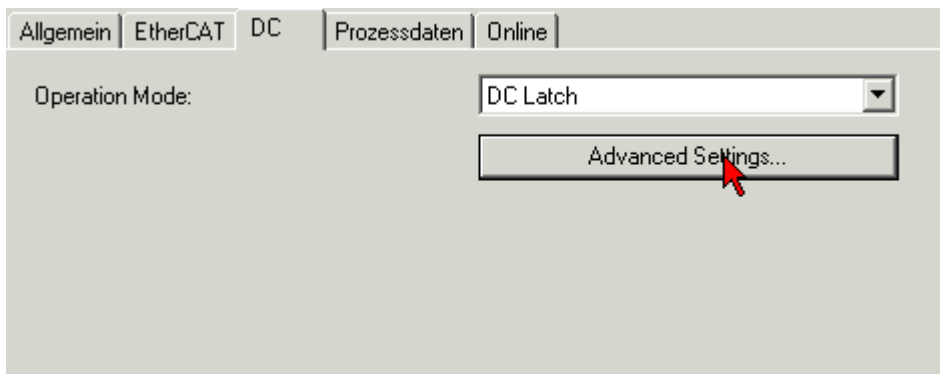 Allgemein EtherCAT DC Prozessdaten Online
Operation Mode: DC Latch
Advanced Settings...